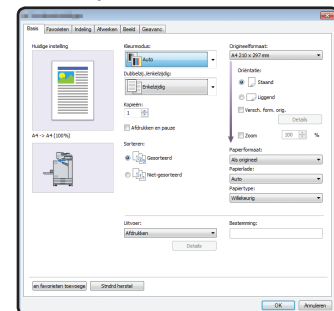 Basis Favorieten Indeling Afwerken Beeld Geavanc.
Huidige instelling
A4 -> A4 [100%]
Kleurmodus:
Auto
Dubbelzij./enkelzijdig:
Enkelzijdig
Kopieën:
1
Afdrukken en pauze
Sorteren:
Gesorteerd
Niet-gesorteerd
Uitvoer:
Afdrukken
Details
Origineelformaat:
A4 210 x 297 mm
Oriëntatie:
Staand
Liggend
Versch. form. orig.
Details
Zoom 100 %
Papierformaat:
Als origineel
Papierlade:
Auto
Papiertype:
Willekeurig
Bestemming:
an favorieten toevoege Stndrd herstel
OK Annuleren